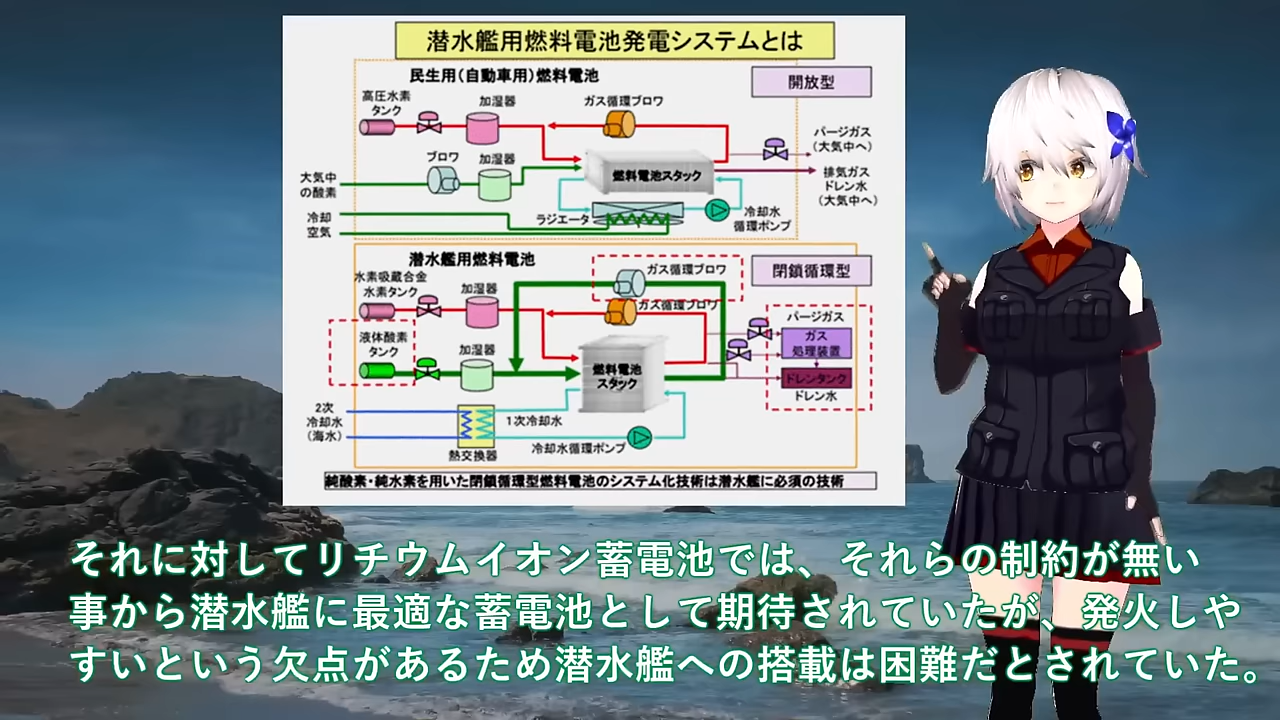 潜水艦用燃料電池発電システムとは
民生用(自動車用)燃料電池
開放型
高圧水素
タンク
加湿器
ガス循環ブロワ
パージガス
(大気中へ)
ブロワ
加湿器
大気中
の酸素
燃料電池スタック
排気ガス
ドレン水
(大気中へ)
冷却
空気
ラジエータ
冷却水
循環ポンプ
潜水艦用燃料電池
ガス循環ブロワ
閉鎖循環型
水素吸蔵合金
水素タンク
加湿器
ガス循環ブロワ
パージガス
液体酸素
タンク
加湿器
燃料電池
スタック
ガス
処理装置
ドレンタンク
ドレン水
2次
冷却水
(海水)
1次冷却水
熱交換器
冷却水循環ポンプ
純酸素・純水素を用いた閉鎖循環型燃料電池のシステム化技術は潜水艦に必須の技術
それに対してリチウムイオン蓄電池では、それらの制約が無い
事から潜水艦に最適な蓄電池として期待されていたが、発火しや
すいという欠点があるため潜水艦への搭載は困難だとされていた。